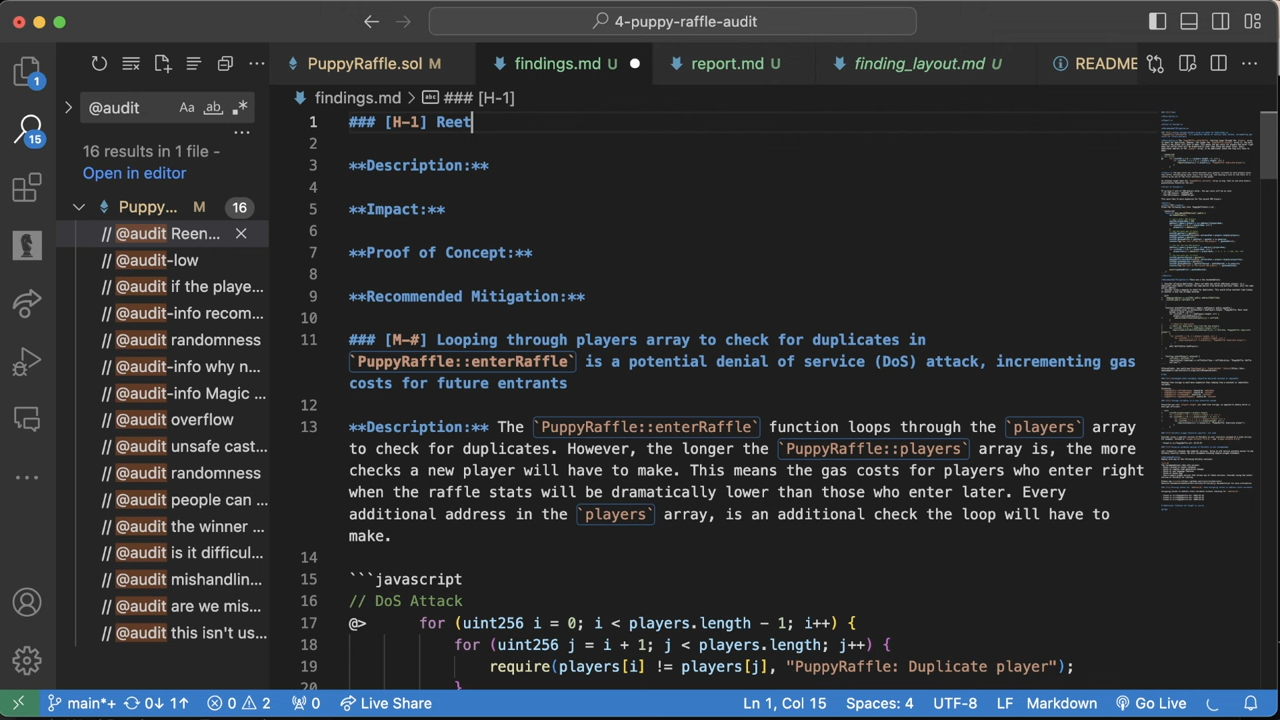 4-puppy-raffle-audit
PuppyRaffle.sol M
findings.md U
report.md U
finding_layout.md U
README
@audit
Aa
ab
16 results in 1 file -
Open in editor
Puppy... M 16
// @audit Reen...
// @audit-low
// @audit if the playe...
// @audit-info recom...
// @audit randomness
// @audit-info why n...
// @audit-info Magic ...
// @audit overflow
// @audit unsafe cast...
// @audit randomness
// @audit people can ...
// @audit the winner ...
// @audit is it difficul...
// @audit mishandlin...
// @audit are we mis...
// @audit this isn't us...
1
15
findings.md > abc ### [H-1]
1 ### [H-1] Reet
2
3 **Description:**
4
5 **Impact:**
6
7 **Proof of Concept:**
8
9 **Recommended Mitigation:**
10
11 ### [M-#] Looping through players array to check for duplicates in
`PuppyRaffle::enterRaffle` is a potential denial of service (DoS) attack, incrementing gas
costs for future entrants
12
13 **Description:** The `PuppyRaffle::enterRaffle` function loops through the `players` array
to check for duplicates. However, the longer the `PuppyRaffle::players` array is, the more
checks a new player will have to make. This means the gas costs for players who enter right
when the raffle stats will be dramatically lower than those who enter later. Every
additional address in the `players` array, is an additional check the loop will have to
make.
14
15 ```javascript
16 // DoS Attack
17 @> for (uint256 i = 0; i < players.length - 1; i++) {
18 for (uint256 j = i + 1; j < players.length; j++) {
19 require(players[i] != players[j], "PuppyRaffle: Duplicate player");
20 }
main*+ 0↓ 1↑ 0 2 0 Live Share
Ln 1, Col 15 Spaces: 4 UTF-8 LF Markdown Go Live